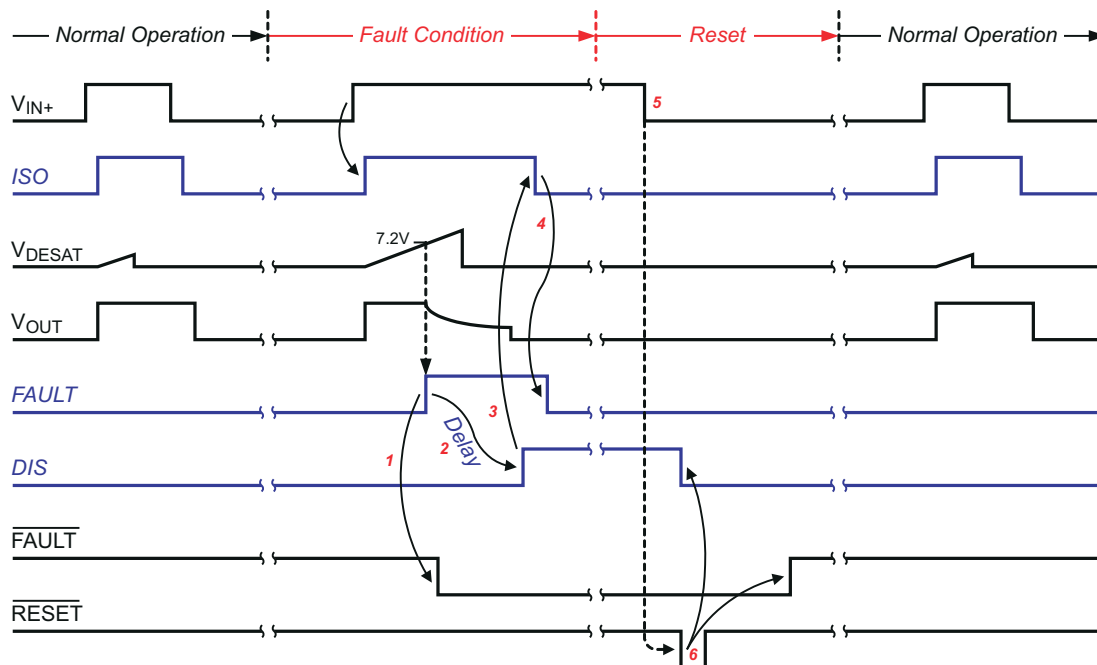 Normal Operation Fault Condition Reset Normal Operation
VIN+ 5
ISO
4
7.2V
VDESAT
VOUT
FAULT
3
Delay
2
1
DIS
FAULT
RESET
6